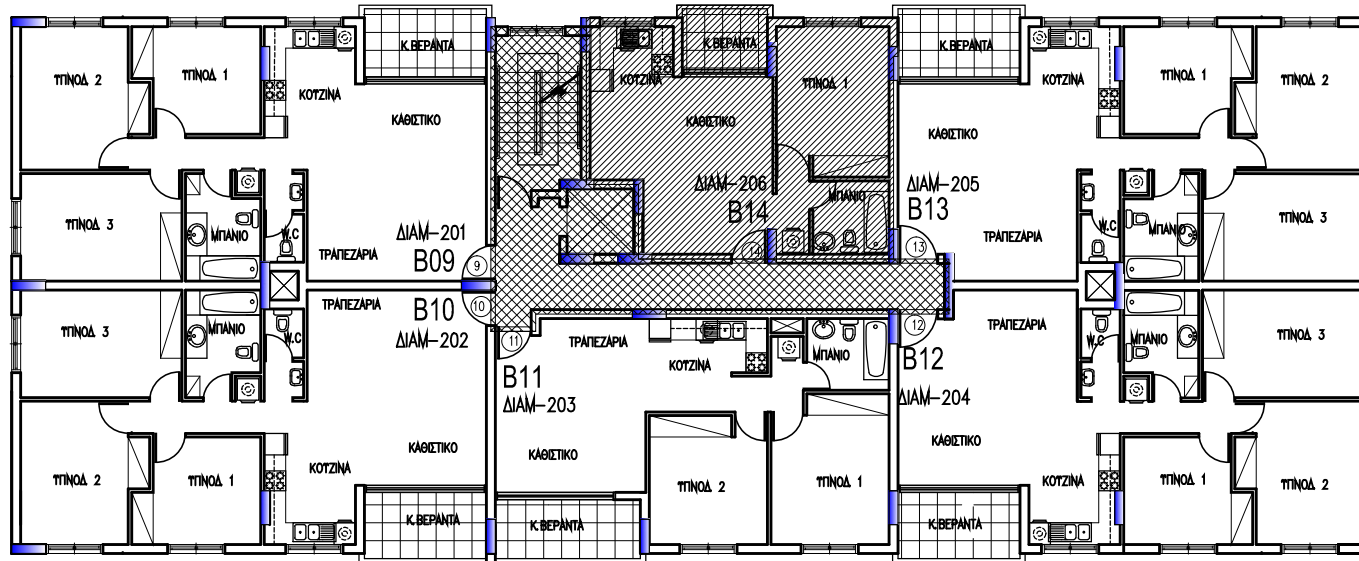 Κ.ΒΕΡΑΝΤΑ
Κ.ΒΕΡΑΝΤΑ
Κ.ΒΕΡΑΝΤΑ
ΥΠΝΟΔ 2
ΥΠΝΟΔ 1
ΚΟΥΖΙΝΑ
ΚΑΘΙΣΤΙΚΟ
ΚΟΥΖΙΝΑ
ΚΑΘΙΣΤΙΚΟ
ΥΠΝΟΔ 1
ΚΑΘΙΣΤΙΚΟ
ΚΟΥΖΙΝΑ
ΥΠΝΟΔ 1
ΥΠΝΟΔ 2
ΥΠΝΟΔ 3
ΜΠΑΝΙΟ
W.C
ΤΡΑΠΕΖΑΡΙΑ
ΔΙΑΜ-201
B09
9
ΔΙΑΜ-206
B14
14
ΜΠΑΝΙΟ
ΔΙΑΜ-205
B13
13
ΤΡΑΠΕΖΑΡΙΑ
W.C
ΜΠΑΝΙΟ
ΥΠΝΟΔ 3
ΥΠΝΟΔ 3
ΜΠΑΝΙΟ
W.C
ΤΡΑΠΕΖΑΡΙΑ
B10
ΔΙΑΜ-202
10
11
B11
ΔΙΑΜ-203
ΤΡΑΠΕΖΑΡΙΑ
ΚΟΥΖΙΝΑ
ΜΠΑΝΙΟ
12
B12
ΔΙΑΜ-204
ΤΡΑΠΕΖΑΡΙΑ
W.C
ΜΠΑΝΙΟ
ΥΠΝΟΔ 3
ΥΠΝΟΔ 2
ΥΠΝΟΔ 1
ΚΟΥΖΙΝΑ
ΚΑΘΙΣΤΙΚΟ
ΚΑΘΙΣΤΙΚΟ
ΥΠΝΟΔ 2
ΥΠΝΟΔ 1
ΚΑΘΙΣΤΙΚΟ
ΚΟΥΖΙΝΑ
ΥΠΝΟΔ 1
ΥΠΝΟΔ 2
Κ.ΒΕΡΑΝΤΑ
Κ.ΒΕΡΑΝΤΑ
Κ.ΒΕΡΑΝΤΑ